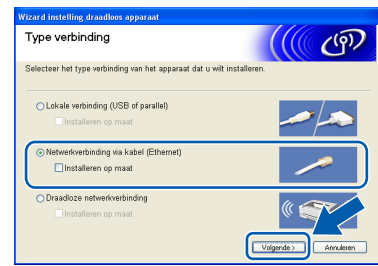 Wizard instelling draadloos apparaat
Type verbinding
Selecteer het type verbinding van het apparaat dat u wilt installeren.
Lokale verbinding (USB of parallel)
Installeren op maat
Netwerkverbinding via kabel (Ethernet)
Installeren op maat
Draadloze netwerkverbinding
Installeren op maat
Volgende >
Annuleren